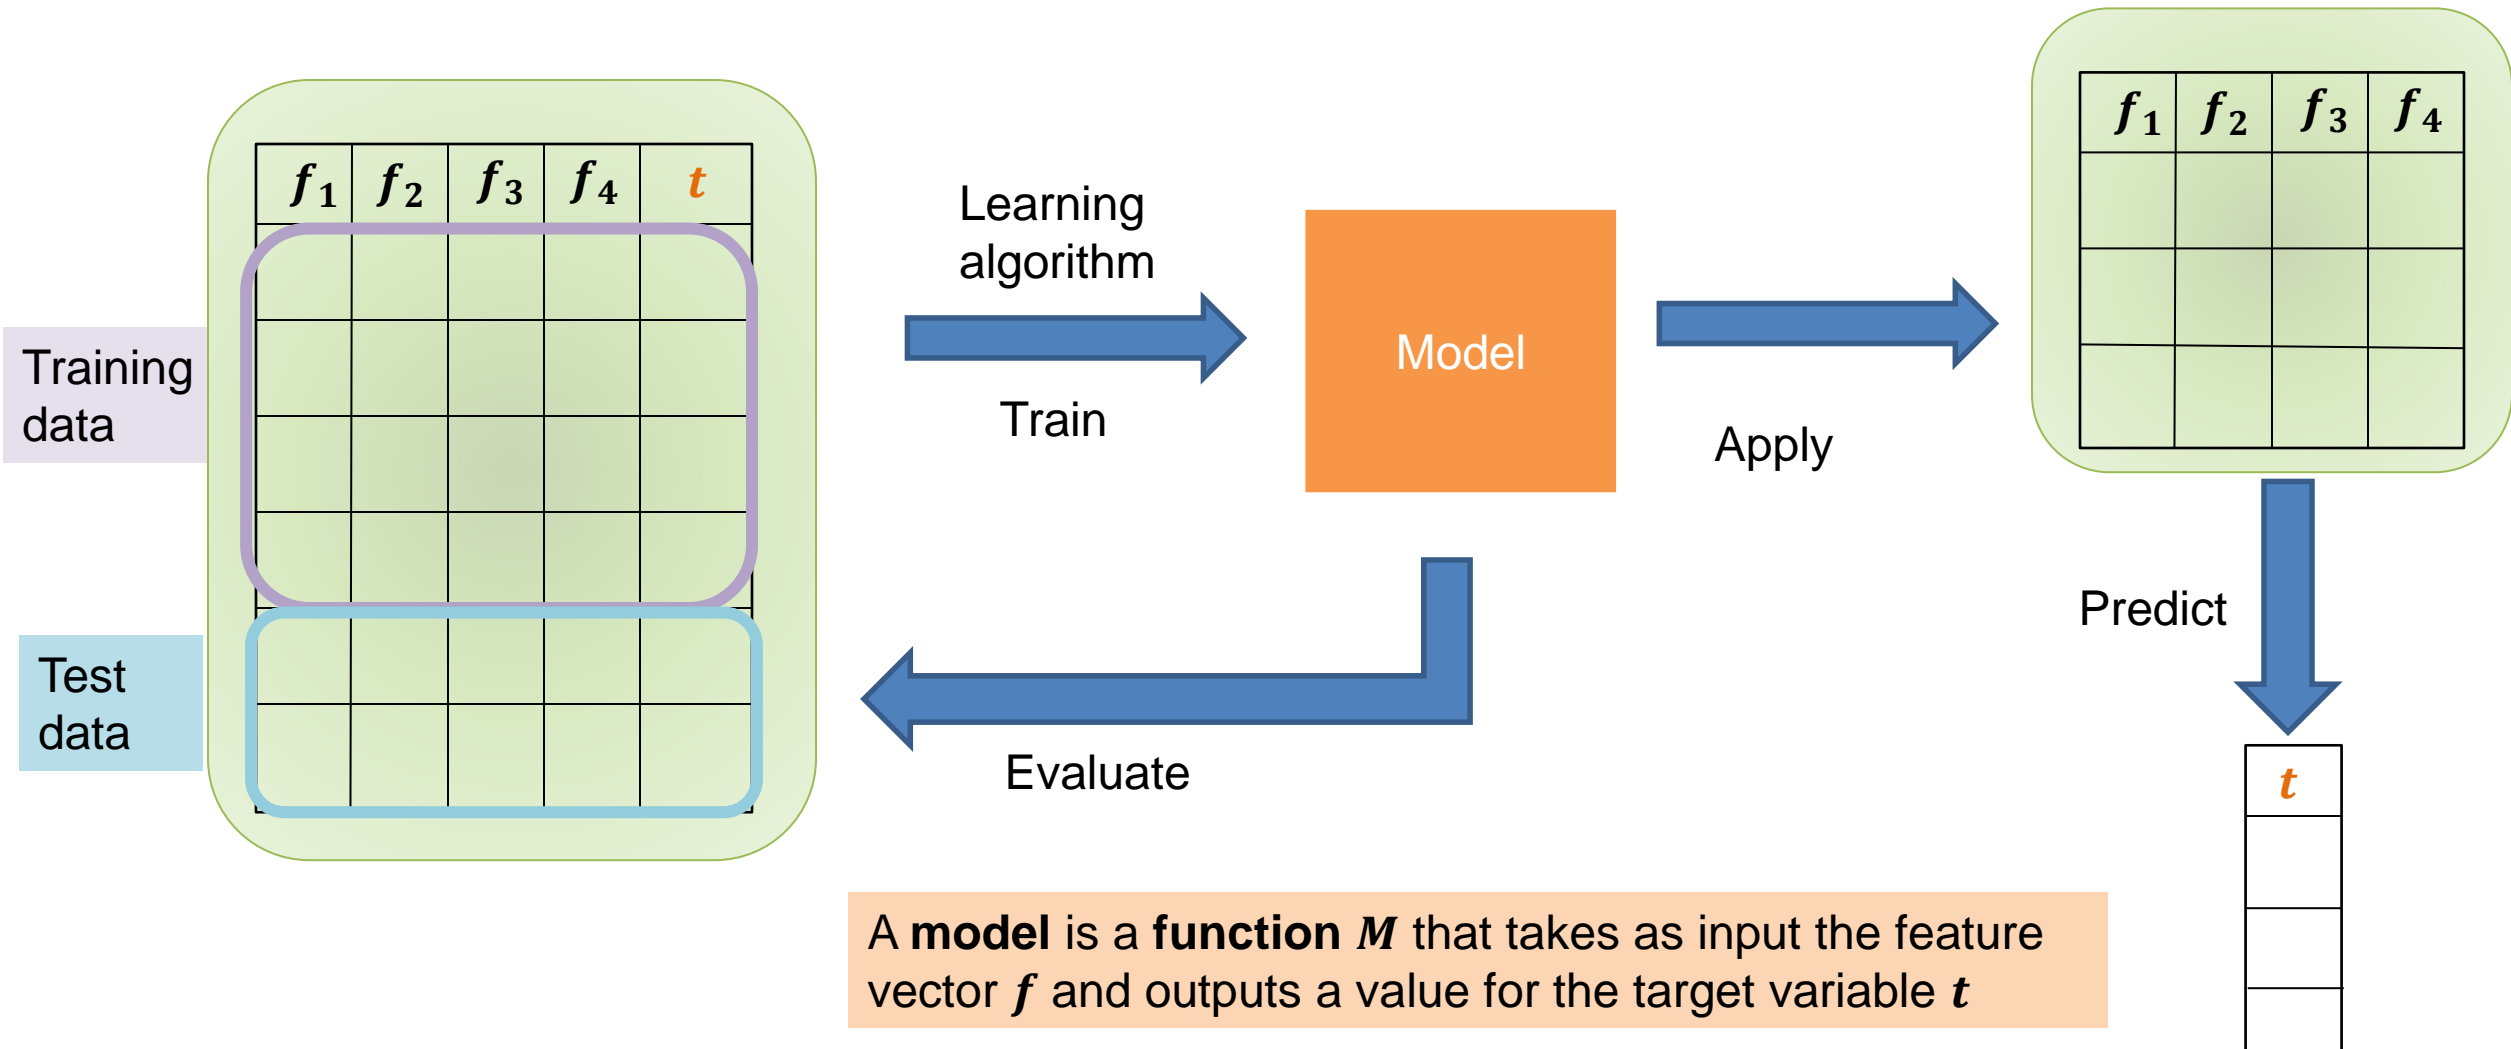 f1 f2 f3 f4 t
Training
data
Test
data
Learning
algorithm
Train
Model
Apply
Evaluate
f1 f2 f3 f4
Predict
t
A model is a function M that takes as input the feature
vector f and outputs a value for the target variable t